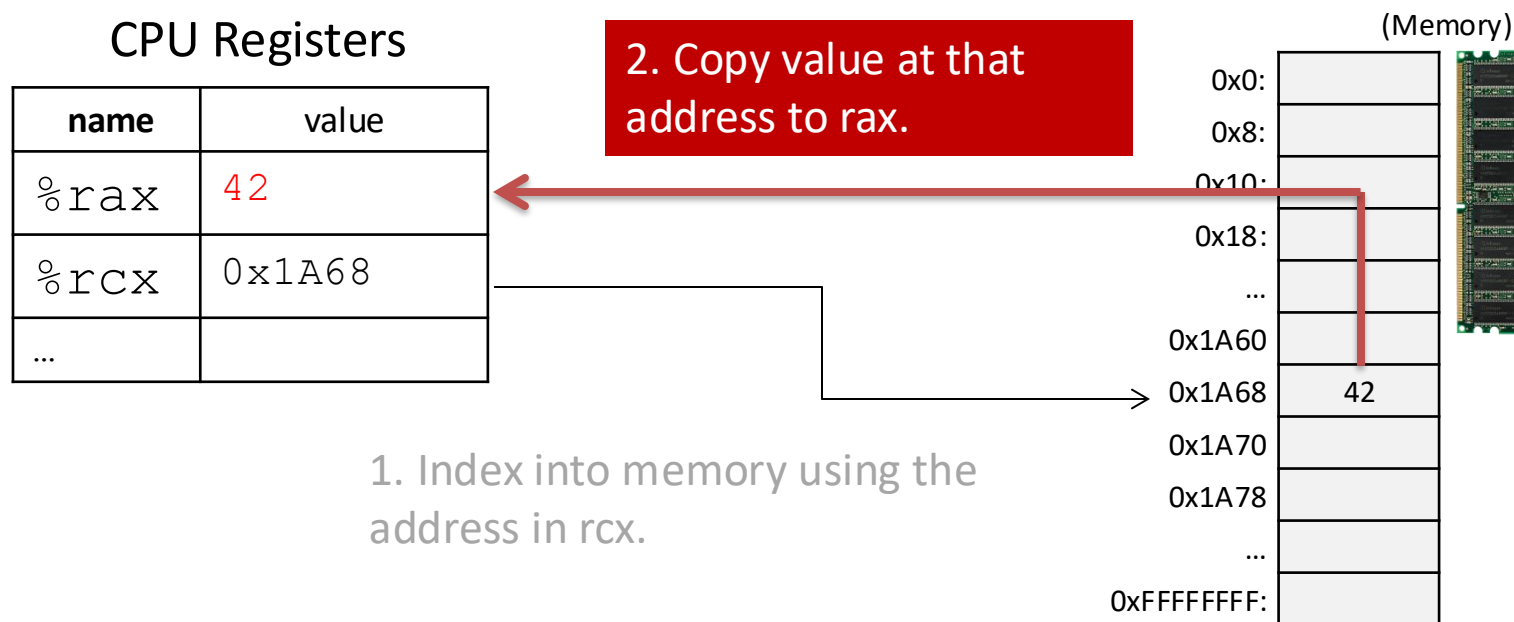 CPU Registers
name value
%rax 42
%rcx 0x1A68
…
2. Copy value at that
address to rax.
1. Index into memory using the
address in rcx.
(Memory)
0x0:
0x8:
0x10:
0x18:
…
0x1A60
0x1A68 42
0x1A70
0x1A78
…
0xFFFFFFFF: